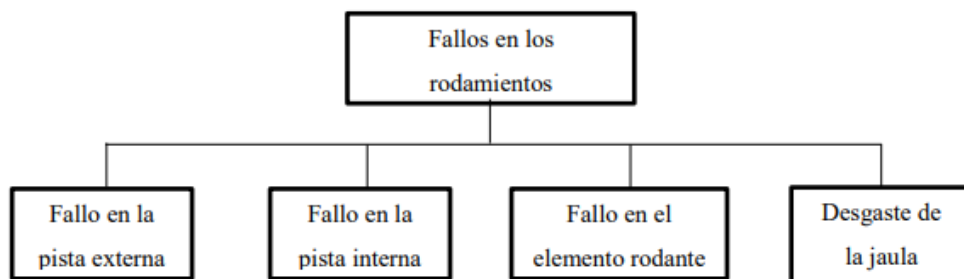 Fallos en los
rodamientos
Fallo en la
pista externa
Fallo en la
pista interna
Fallo en el
elemento rodante
Desgaste de
la jaula